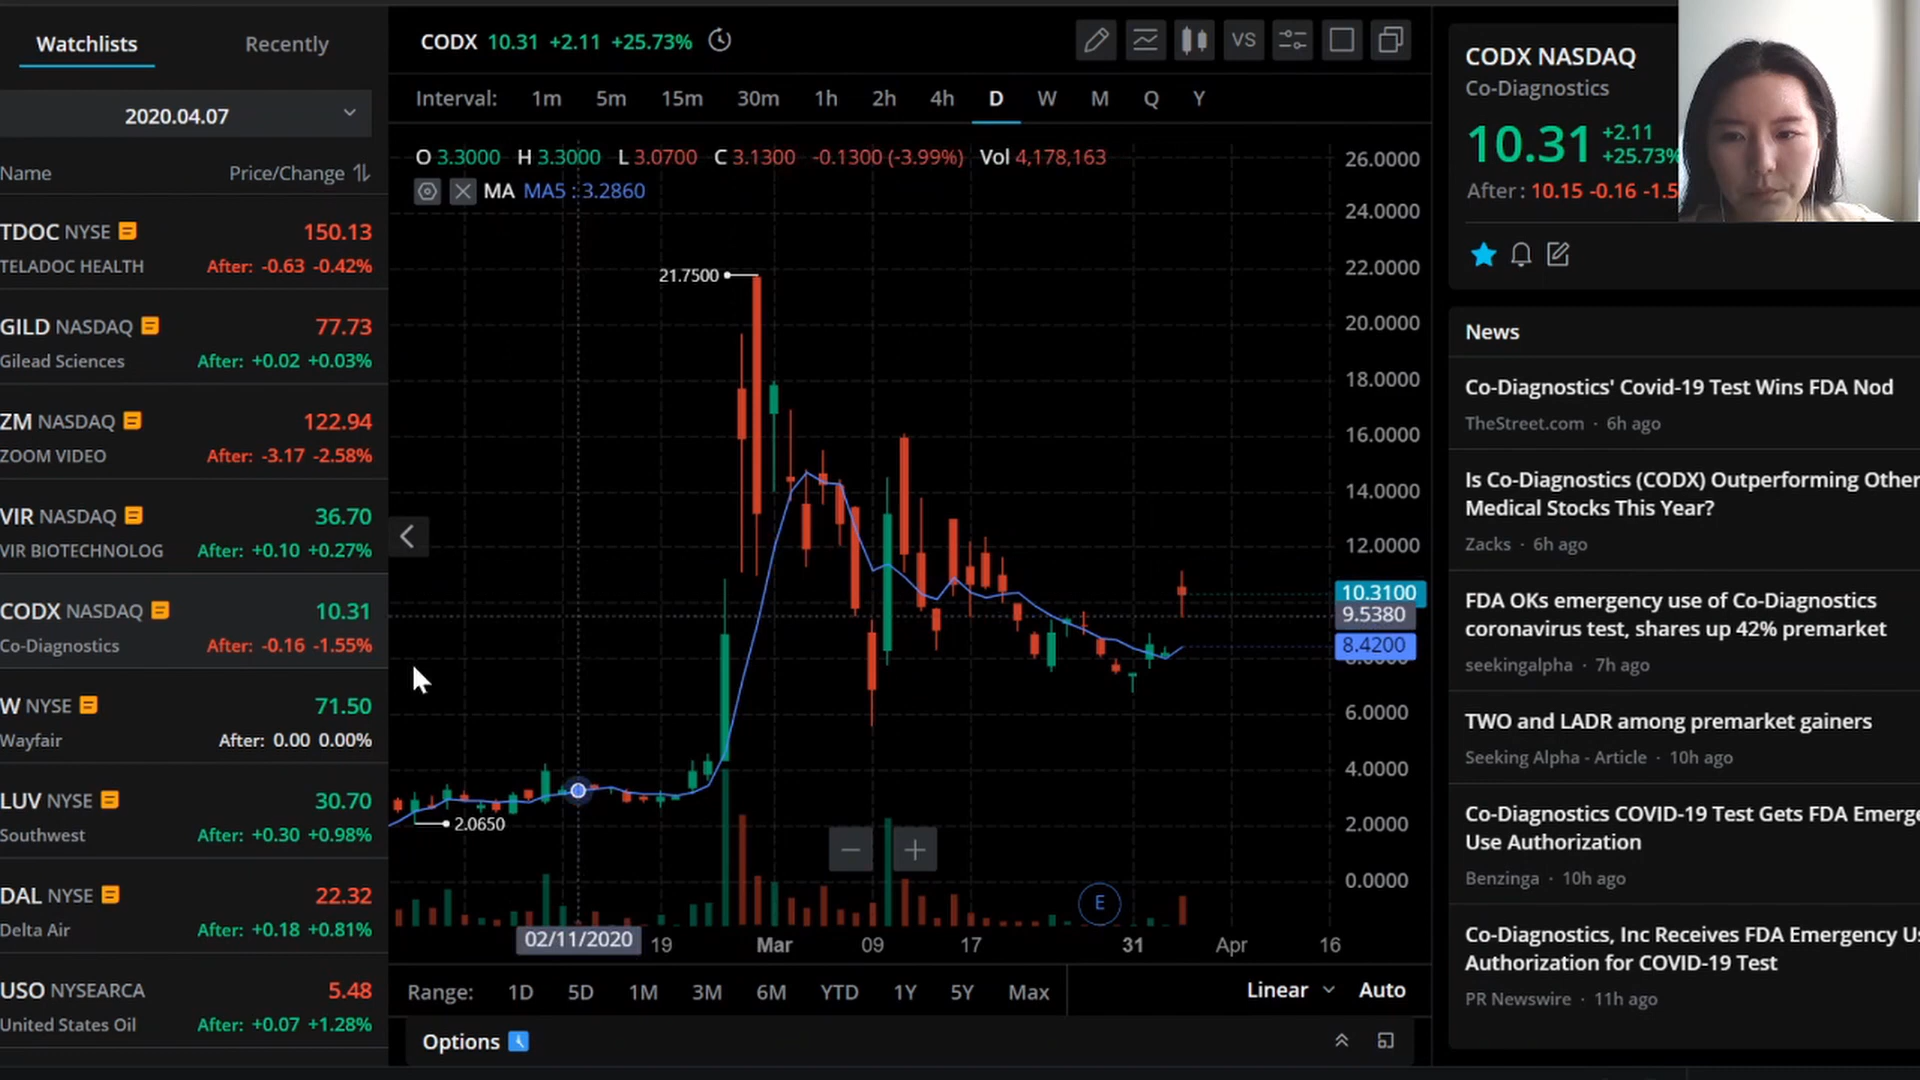 Watchlists Recently
2020.04.07
Name Price/Change
TDOC NYSE 150.13
TELADOC HEALTH After: -0.63 -0.42%
GILD NASDAQ 77.73
Gilead Sciences After: +0.02 +0.03%
ZM NASDAQ 122.94
ZOOM VIDEO After: -3.17 -2.58%
VIR NASDAQ 36.70
VIR BIOTECHNOLOG After: +0.10 +0.27%
CODX NASDAQ 10.31
Co-Diagnostics After: -0.16 -1.55%
W NYSE 71.50
Wayfair After: 0.00 0.00%
LUV NYSE 30.70
Southwest After: +0.30 +0.98%
DAL NYSE 22.32
Delta Air After: +0.18 +0.81%
USO NYSEARCA 5.48
United States Oil After: +0.07 +1.28%
CODX 10.31 +2.11 +25.73%
VS
Interval: 1m 5m 15m 30m 1h 2h 4h D W M Q Y
O 3.3000 H 3.3000 L 3.0700 C 3.1300 -0.1300 (-3.99%) Vol 4,178,163
MA MA5 : 3.2860
26.0000
24.0000
22.0000
20.0000
18.0000
16.0000
14.0000
12.0000
10.3100
9.5380
8.4200
6.0000
4.0000
2.0000
0.0000
21.7500
2.0650
E
02/11/2020 19 Mar 09 17 31 Apr 16
Range: 1D 5D 1M 3M 6M YTD 1Y 5Y Max Linear Auto
Options
CODX NASDAQ
Co-Diagnostics
10.31 +2.11
+25.73%
After : 10.15 -0.16 -1.5
News
Co-Diagnostics' Covid-19 Test Wins FDA Nod
TheStreet.com · 6h ago
Is Co-Diagnostics (CODX) Outperforming Other
Medical Stocks This Year?
Zacks · 6h ago
FDA OKs emergency use of Co-Diagnostics
coronavirus test, shares up 42% premarket
seekingalpha · 7h ago
TWO and LADR among premarket gainers
Seeking Alpha - Article · 10h ago
Co-Diagnostics COVID-19 Test Gets FDA Emerge
Use Authorization
Benzinga · 10h ago
Co-Diagnostics, Inc Receives FDA Emergency Us
Authorization for COVID-19 Test
PR Newswire · 11h ago